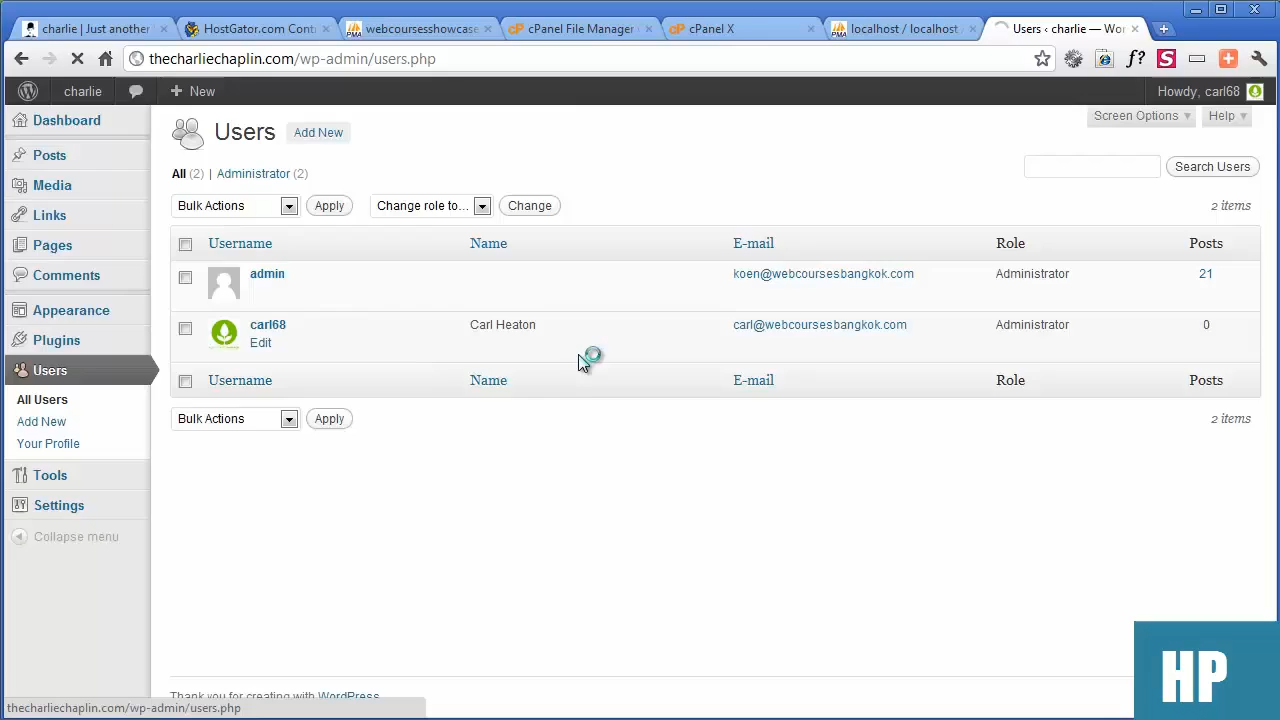 charlie | Just another
HostGator.com Cont
webcoursesshowcase
cPanel File Manager
cPanel X
localhost / localhost
Users ‹ charlie — Wor
thecharliechaplin.com/wp-admin/users.php
charlie
New
Howdy, carl68
Dashboard
Posts
Media
Links
Pages
Comments
Appearance
Plugins
Users
All Users
Add New
Your Profile
Tools
Settings
Collapse menu
Users Add New
Screen Options Help
All (2) | Administrator (2)
Search Users
Bulk Actions Apply Change role to... Change 2 items
Username Name E-mail Role Posts
admin koen@webcoursesbangkok.com Administrator 21
carl68 Carl Heaton carl@webcoursesbangkok.com Administrator 0
Edit
Username Name E-mail Role Posts
Bulk Actions Apply 2 items
Thank you for creating with WordPress.
thecharliechaplin.com/wp-admin/users.php
HP